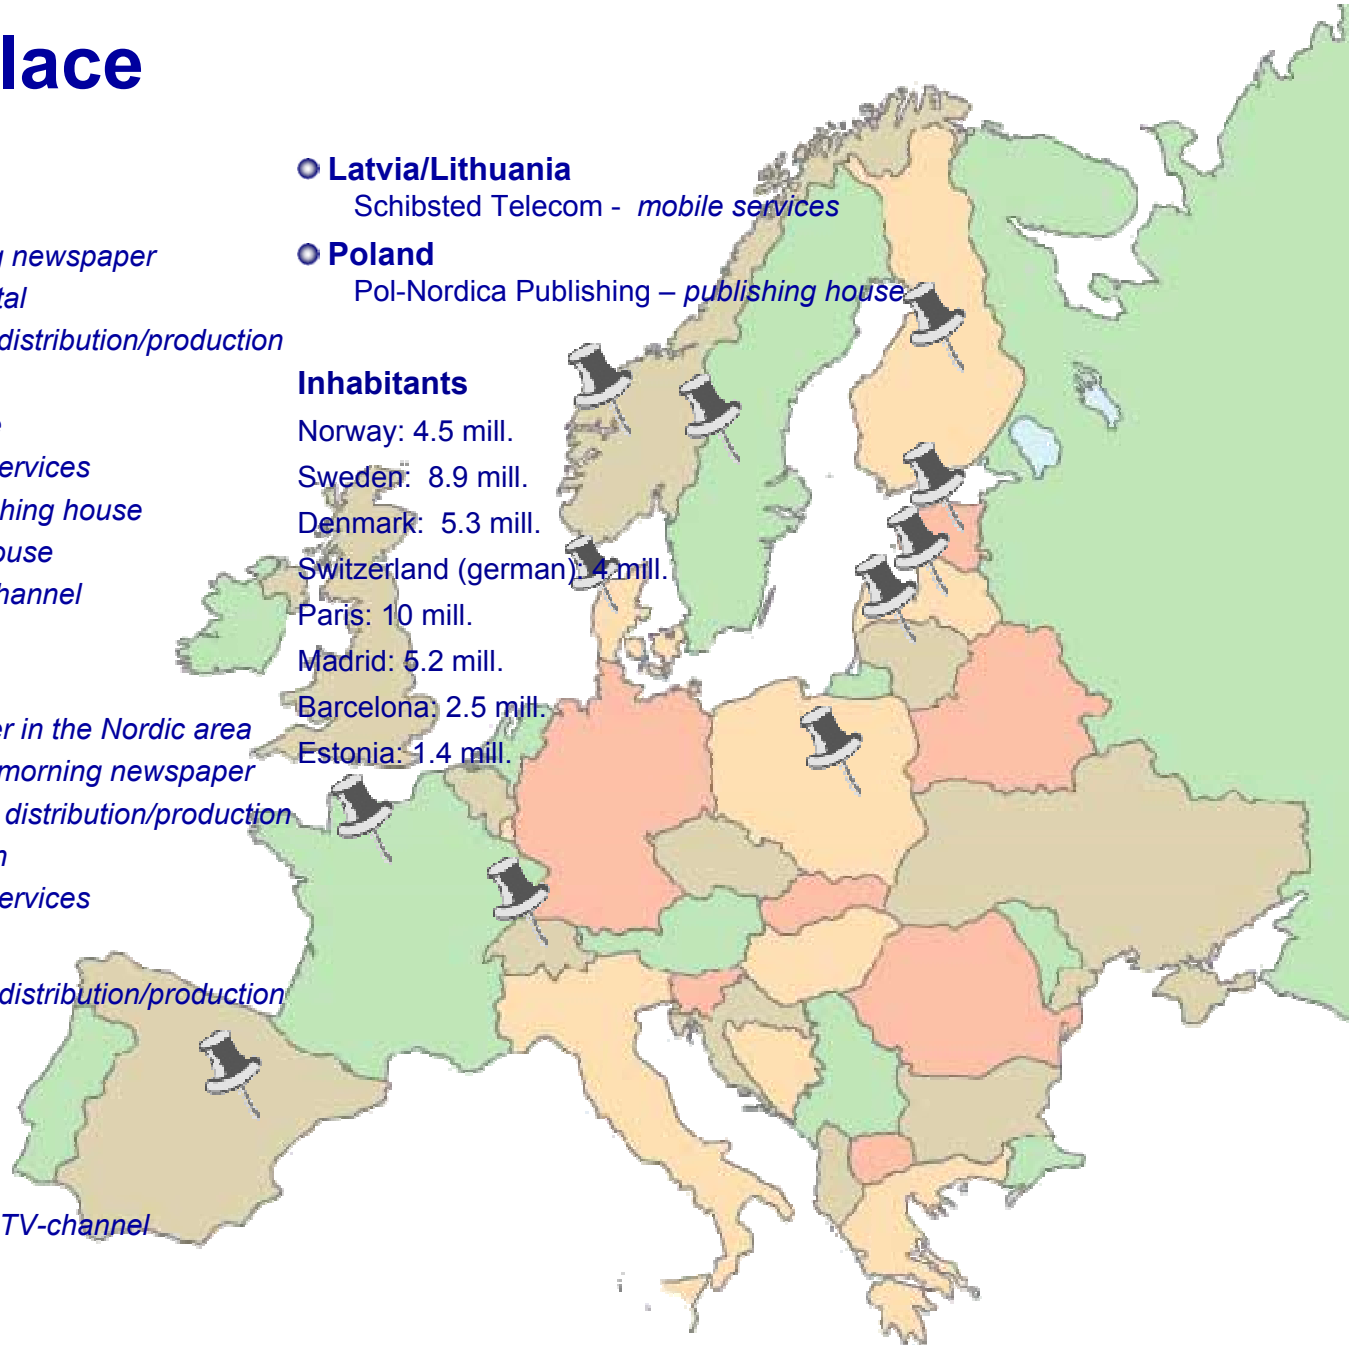 lace
g newspaper
tal
distribution/production
ervices
hing house
ouse
hannel
er in the Nordic area
morning newspaper
distribution/production
n
ervices
distribution/production
TV-channel
Latvia/Lithuania
Schibsted Telecom - mobile services
Poland
Pol-Nordica Publishing – publishing house
Inhabitants
Norway: 4.5 mill.
Sweden: 8.9 mill.
Denmark: 5.3 mill.
Switzerland (german): 4 mill.
Paris: 10 mill.
Madrid: 5.2 mill.
Barcelona: 2.5 mill.
Estonia: 1.4 mill.